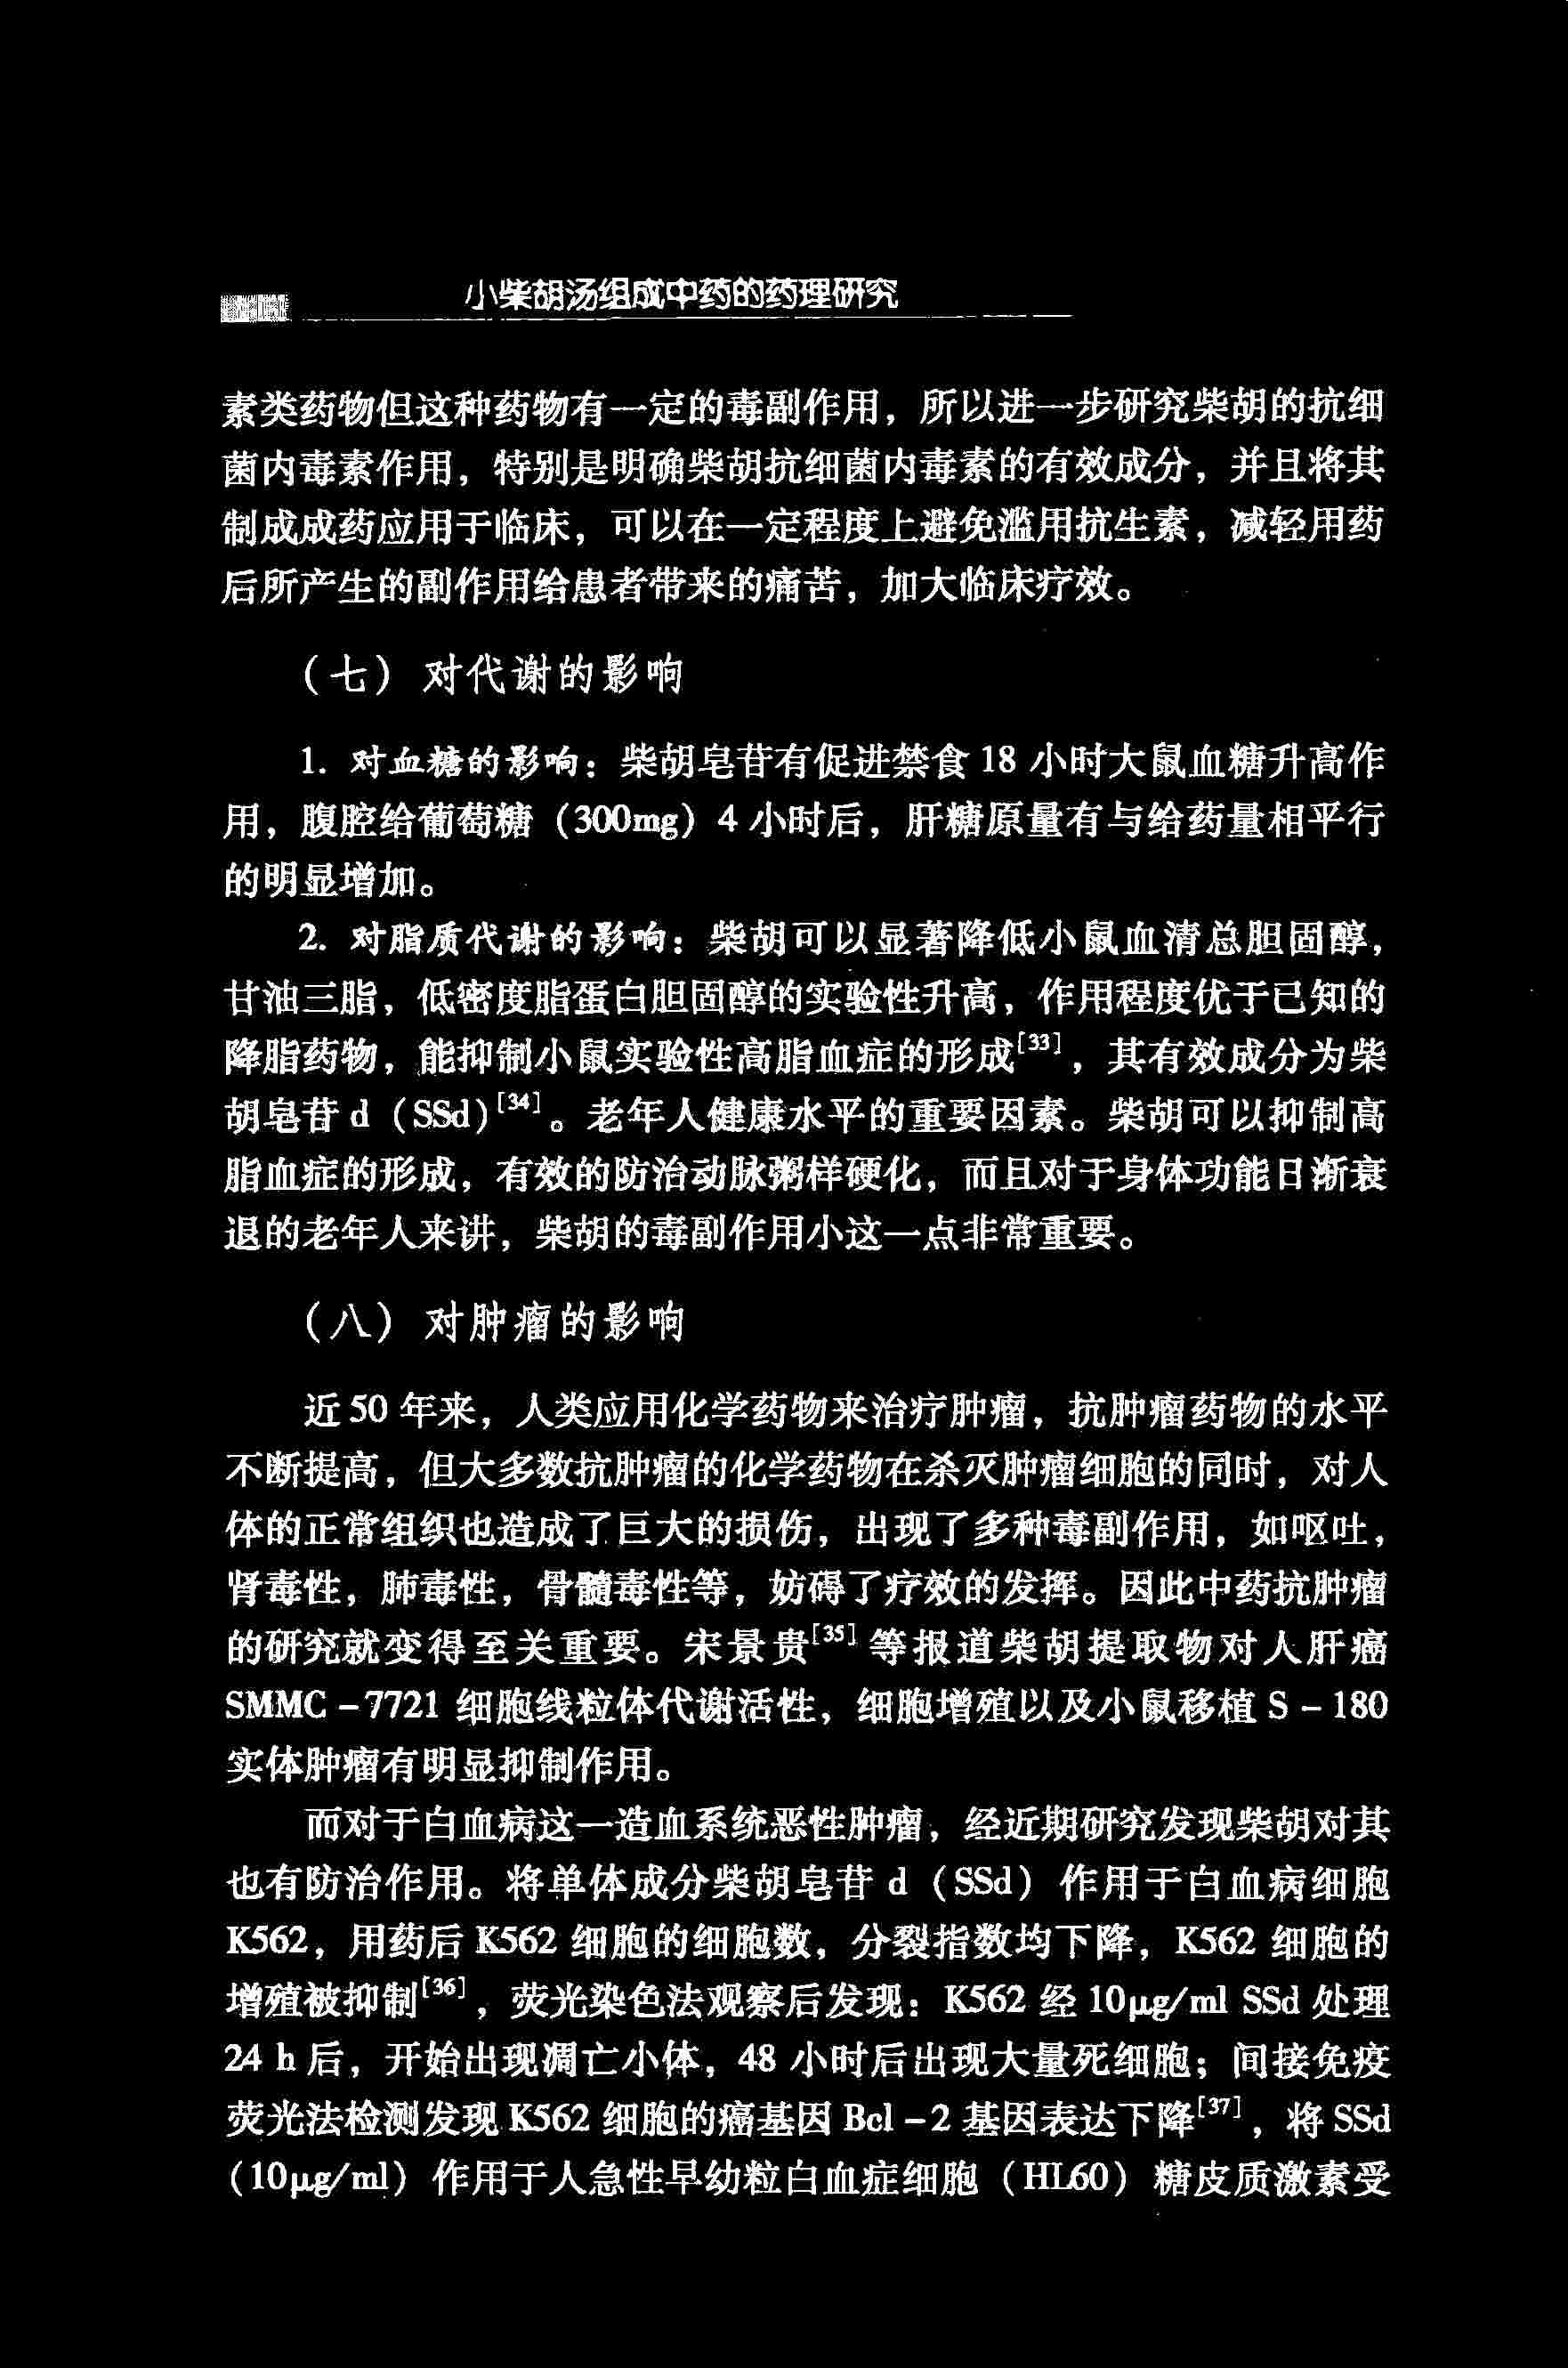 小柴胡汤组成中药的药理研究
素类药物但这种药物有一定的毒副作用，所以进一步研究柴胡的抗细
菌内毒素作用，特别是明确柴胡抗细菌内毒素的有效成分，并且将其
制成成药应用于临床，可以在一定程度上避免滥用抗生素，减轻用药
后所产生的副作用给患者带来的痛苦，加大临床疗效。
（七）对代谢的影响
1. 对血糖的影响：柴胡皂苷有促进禁食 18 小时大鼠血糖升高作
用，腹腔给葡萄糖（300mg）4 小时后，肝糖原量有与给药量相平行
的明显增加。
2. 对脂质代谢的影响：柴胡可以显著降低小鼠血清总胆固醇，
甘油三脂，低密度脂蛋白胆固醇的实验性升高，作用程度优于已知的
降脂药物，能抑制小鼠实验性高脂血症的形成[33]，其有效成分为柴
胡皂苷 d（SSd）[34]。老年人健康水平的重要因素。柴胡可以抑制高
脂血症的形成，有效的防治动脉粥样硬化，而且对于身体功能日渐衰
退的老年人来讲，柴胡的毒副作用小这一点非常重要。
（八）对肿瘤的影响
近 50 年来，人类应用化学药物来治疗肿瘤，抗肿瘤药物的水平
不断提高，但大多数抗肿瘤的化学药物在杀灭肿瘤细胞的同时，对人
体的正常组织也造成了巨大的损伤，出现了多种毒副作用，如呕吐，
肾毒性，肺毒性，骨髓毒性等，妨碍了疗效的发挥。因此中药抗肿瘤
的研究就变得至关重要。宋景贵[35]等报道柴胡提取物对人肝癌
SMMC－7721 细胞线粒体代谢活性，细胞增殖以及小鼠移植 S－180
实体肿瘤有明显抑制作用。
而对于白血病这一造血系统恶性肿瘤，经近期研究发现柴胡对其
也有防治作用。将单体成分柴胡皂苷 d（SSd）作用于白血病细胞
K562，用药后 K562 细胞的细胞数，分裂指数均下降，K562 细胞的
增殖被抑制[36]，荧光染色法观察后发现：K562 经 10μg/ml SSd 处理
24 h 后，开始出现凋亡小体，48 小时后出现大量死细胞；间接免疫
荧光法检测发现 K562 细胞的癌基因 Bcl－2 基因表达下降[37]，将 SSd
（10μg/ml）作用于人急性早幼粒白血症细胞（HL60）糖皮质激素受